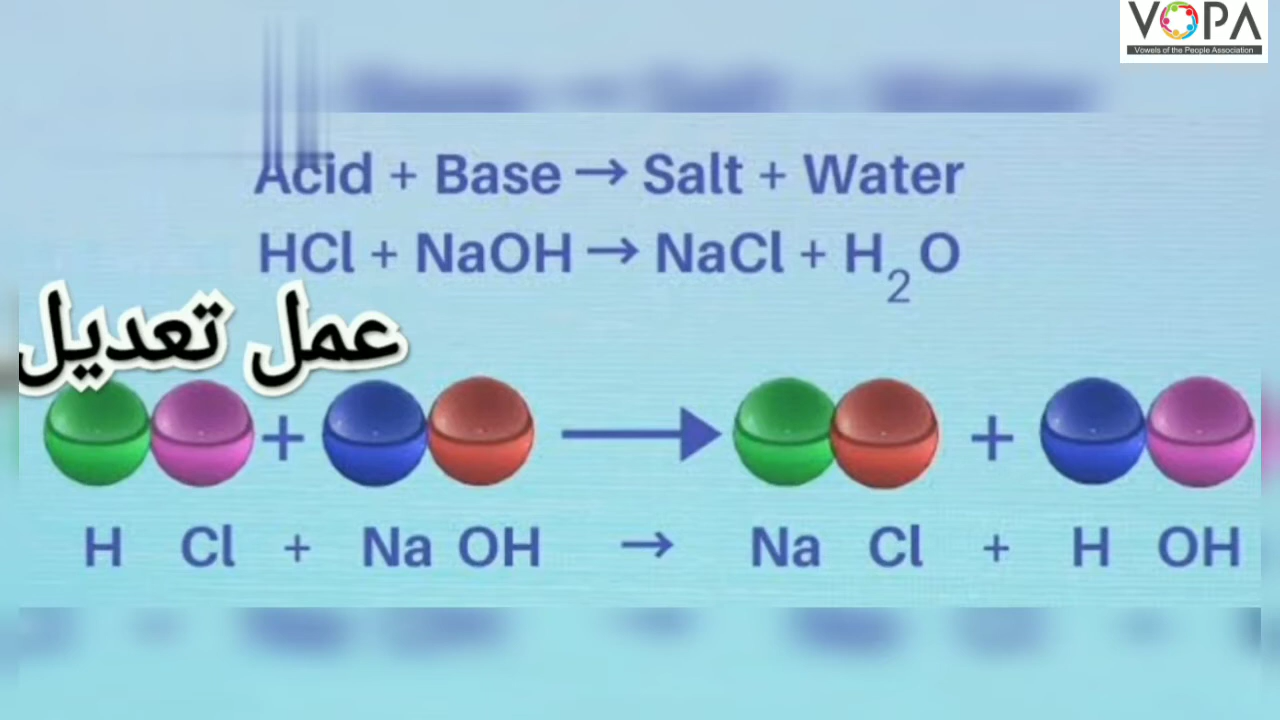 VOPA
Vowels of the People Association
Acid + Base → Salt + Water
HCl + NaOH → NaCl + H₂O
عمل تعدیل
+ +
H Cl + Na OH → Na Cl + H OH